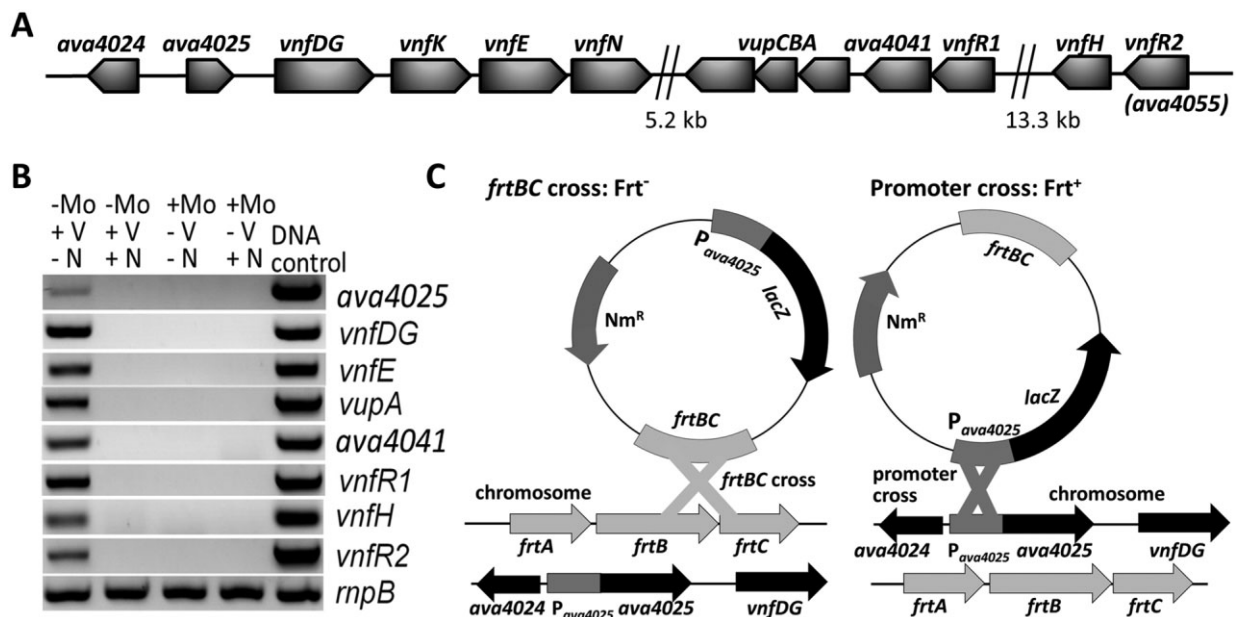 A
ava4024 ava4025 vnfDG vnfK vnfE vnfN vupCBA ava4041 vnfR1 vnfH vnfR2
5.2 kb 13.3 kb (ava4055)
B
-Mo -Mo +Mo +Mo
+ V + V - V - V DNA
- N + N - N + N control
ava4025
vnfDG
vnfE
vupA
ava4041
vnfR1
vnfH
vnfR2
rnpB
C
frtBC cross: Frt-
Pava4025
lacZ
NmR
frtBC
frtBC cross
chromosome
frtA frtB frtC
ava4024 Pava4025 ava4025 vnfDG
Promoter cross: Frt+
frtBC
NmR
lacZ
Pava4025
promoter
cross
chromosome
ava4024 Pava4025 ava4025 vnfDG
frtA frtB frtC